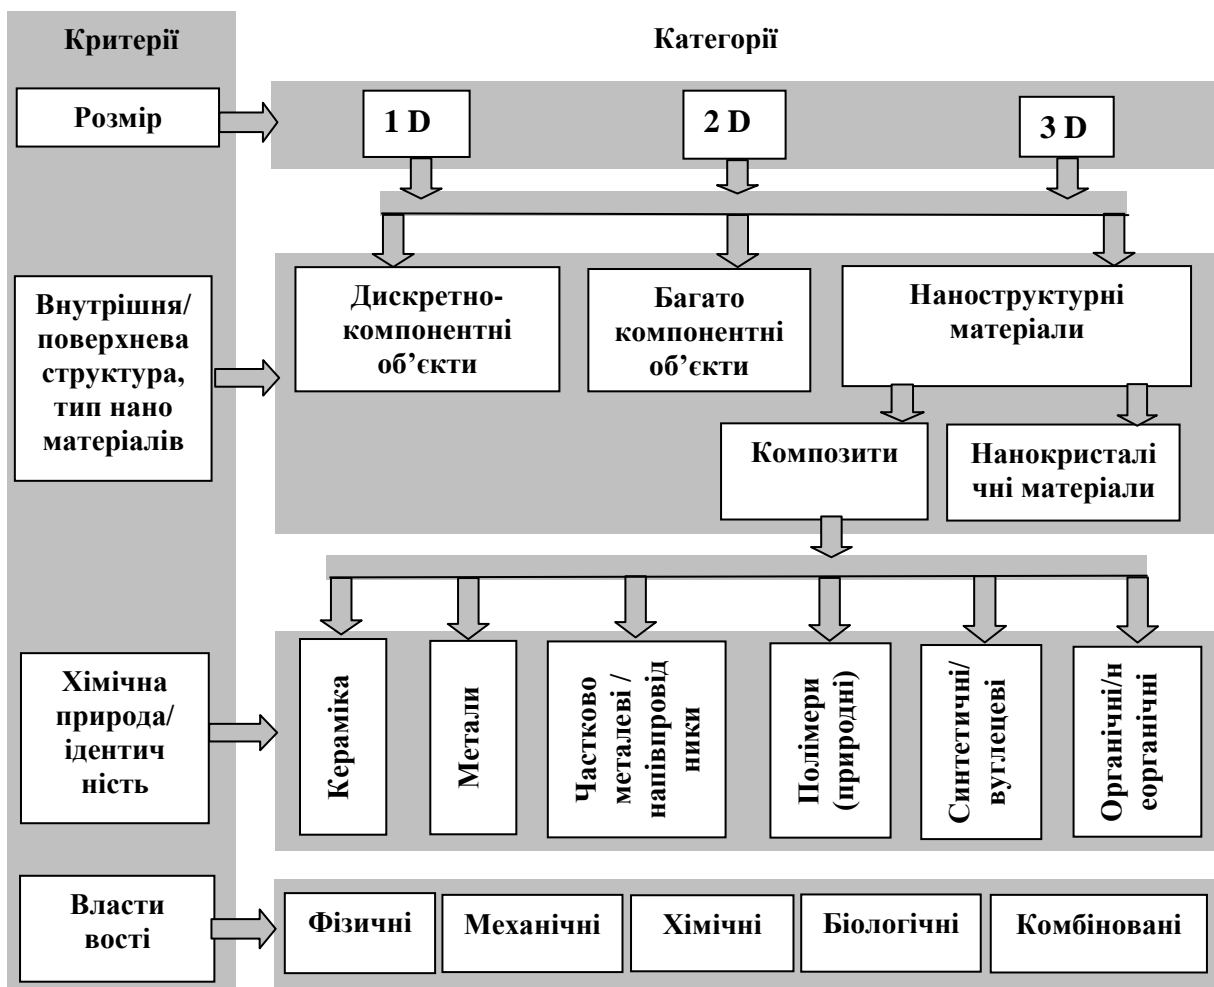 Критерії
Категорії
Розмір
1 D
2 D
3 D
Внутрішня/
поверхнева
структура,
тип нано
матеріалів
Дискретно-
компонентні
об’єкти
Багато
компонентні
об’єкти
Наноструктурні
матеріали
Композити
Нанокристалі
чні матеріали
Хімічна
природа/
ідентич
ність
Кераміка
Метали
Частково
металеві /
напівпровід
ники
Полімери
(природні)
Синтетичні/
вуглецеві
Органічні/н
еорганічні
Власти
вості
Фізичні
Механічні
Хімічні
Біологічні
Комбіновані